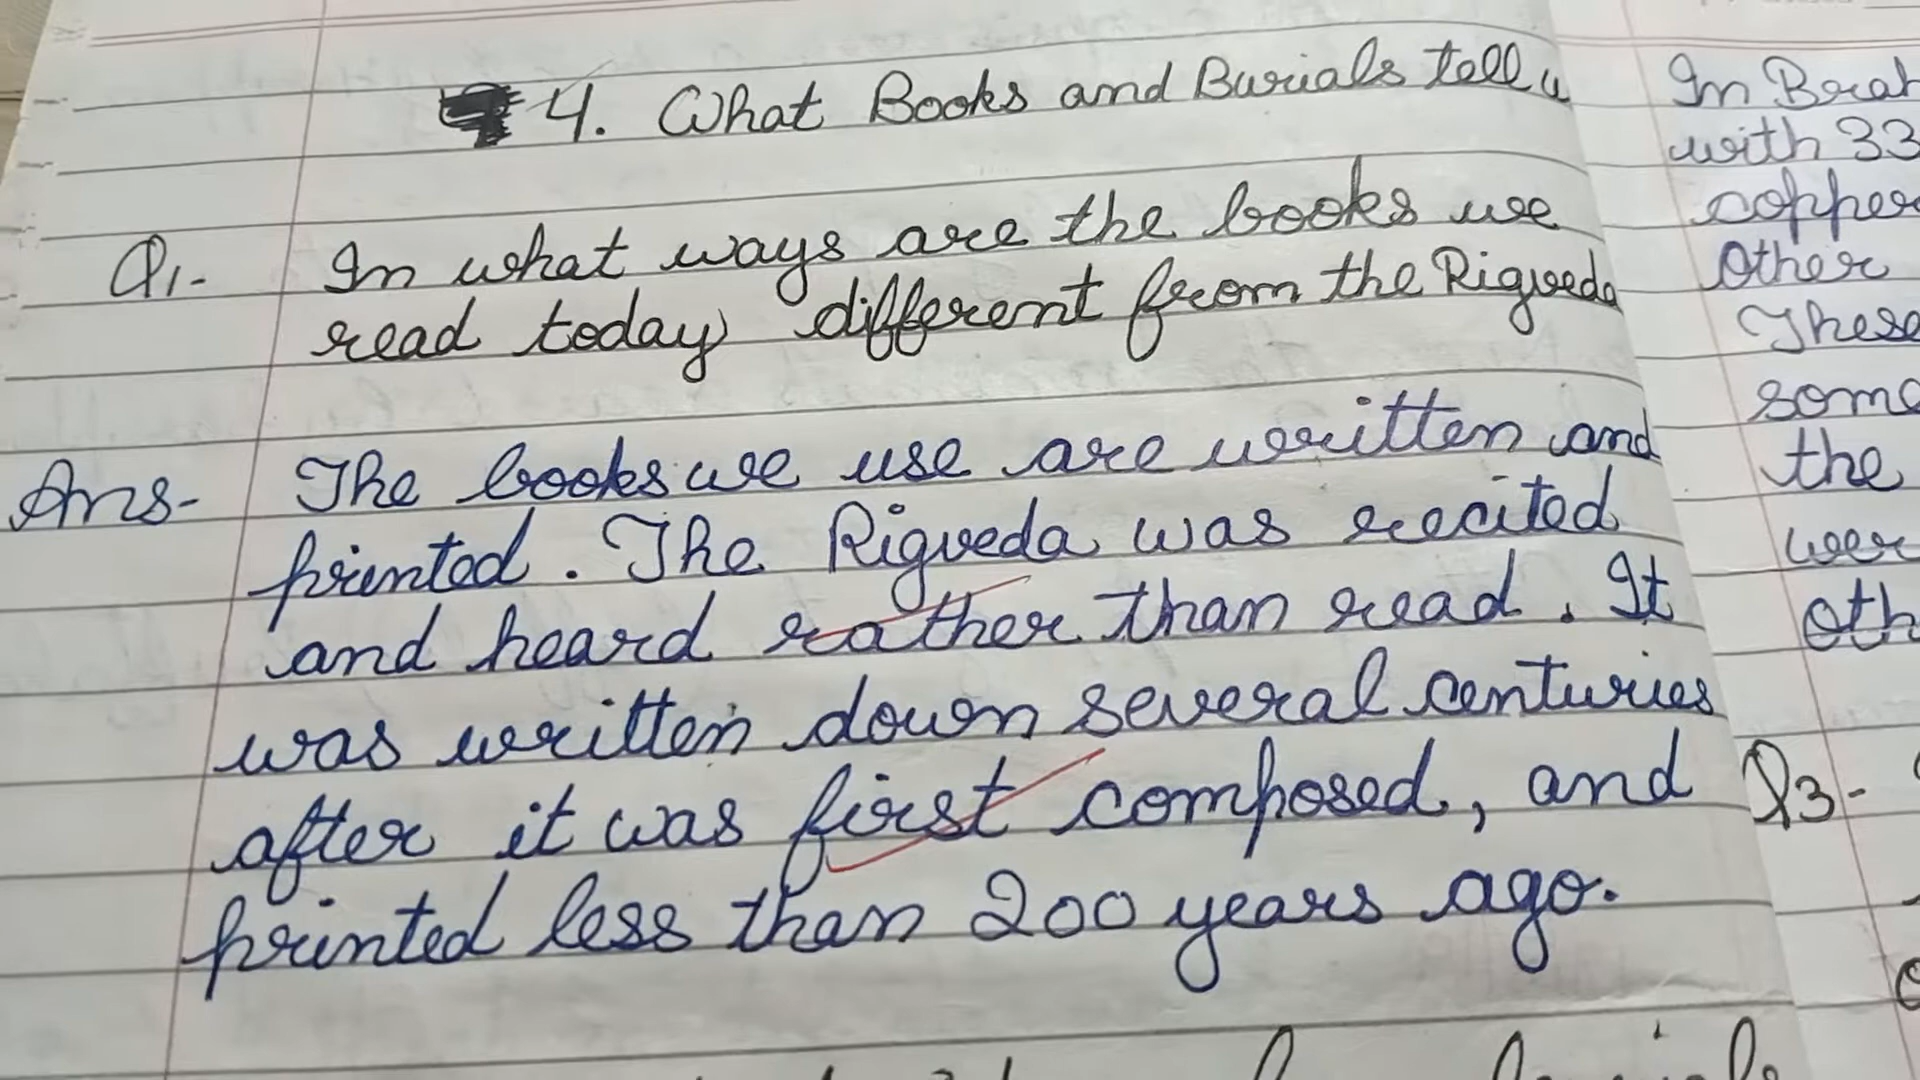 4. What Books and Burials tell u
Q1- In what ways are the books we
read today different from the Rigveda
Ans- The books we use are written and
printed. The Rigveda was recited
and heard rather than read. It
was written down several centuries
after it was first composed, and
printed less than 200 years ago.
In Brah
with 33
copper
other
These
some
the
wer
oth
Q3-